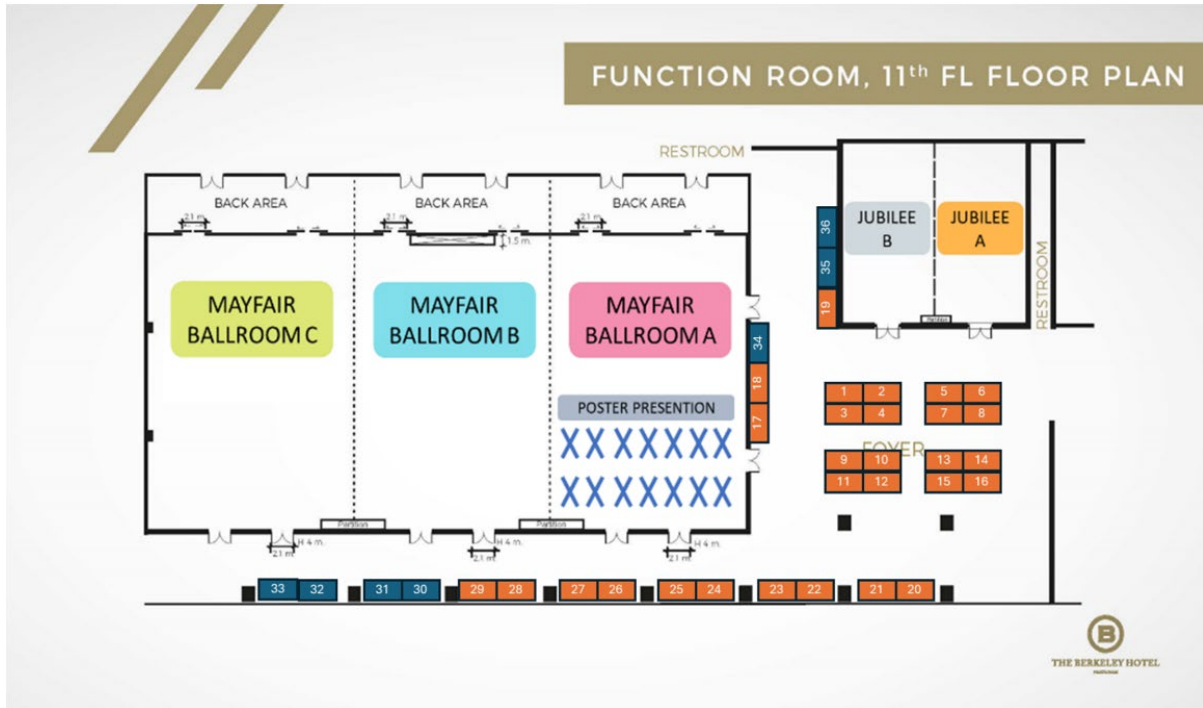 FUNCTION ROOM, 11th FL FLOOR PLAN
RESTROOM
BACK AREA
BACK AREA
BACK AREA
2.1 m.
2.1 m.
2.1 m.
1.5 m.
MAYFAIR
BALLROOM C
MAYFAIR
BALLROOM B
MAYFAIR
BALLROOM A
JUBILEE
B
JUBILEE
A
RESTROOM
36
35
19
34
18
17
POSTER PRESENTION
1 2
3 4
5 6
7 8
FOYER
9 10
11 12
13 14
15 16
Partition
Partition
H 4 m.
2.1 m.
H 4 m.
2.1 m.
H 4 m.
2.1 m.
33 32
31 30
29 28
27 26
25 24
23 22
21 20
B
THE BERKELEY HOTEL